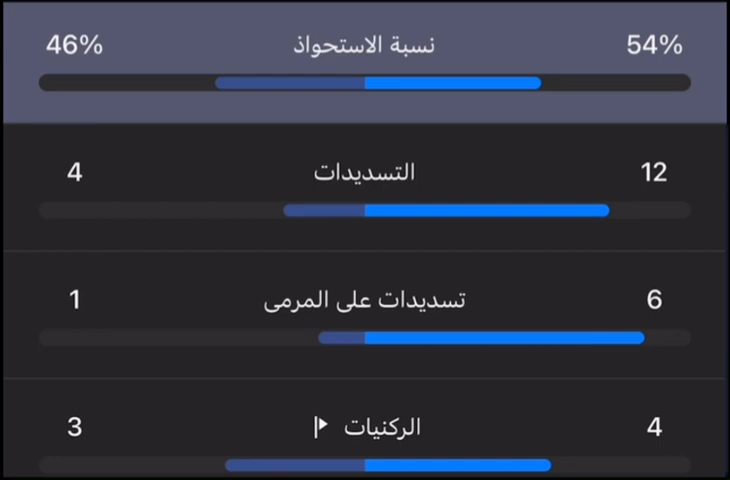 54% نسبة الاستحواذ 46%
12 التسديدات 4
6 تسديدات على المرمى 1
4 الركنيات 3